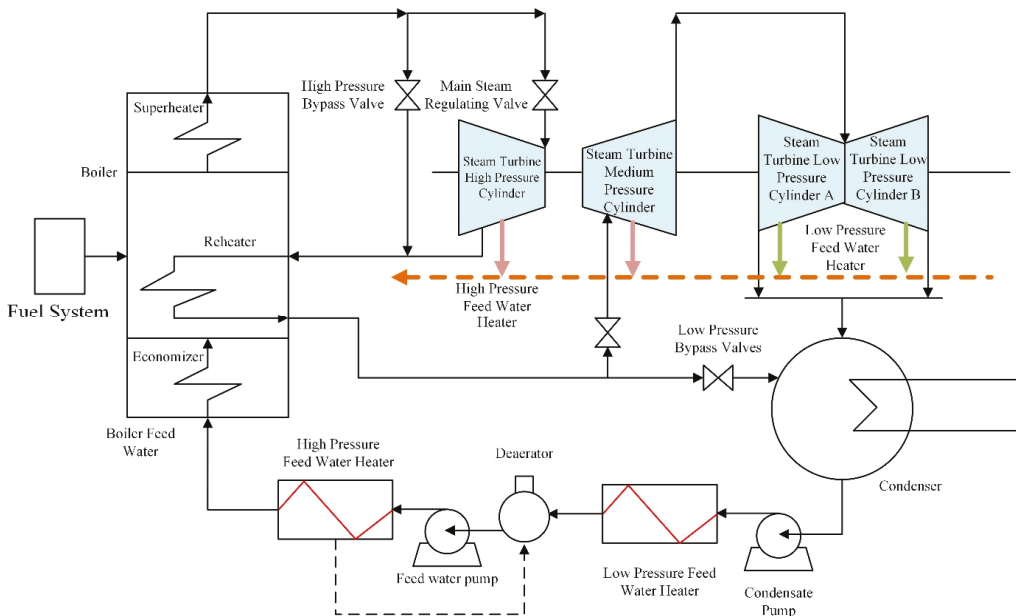 Superheater
High Pressure
Bypass Valve
Main Steam
Regulating Valve
Boiler
Steam Turbine
High Pressure
Cylinder
Steam Turbine
Medium
Pressure
Cylinder
Steam
Turbine Low
Pressure
Cylinder A
Steam
Turbine Low
Pressure
Cylinder B
Reheater
Low Pressure
Feed Water
Heater
Fuel System
High Pressure
Feed Water
Heater
Low Pressure
Bypass Valves
Economizer
Boiler Feed
Water
High Pressure
Feed Water Heater
Deaerator
Condenser
Feed water pump
Low Pressure Feed
Water Heater
Condensate
Pump